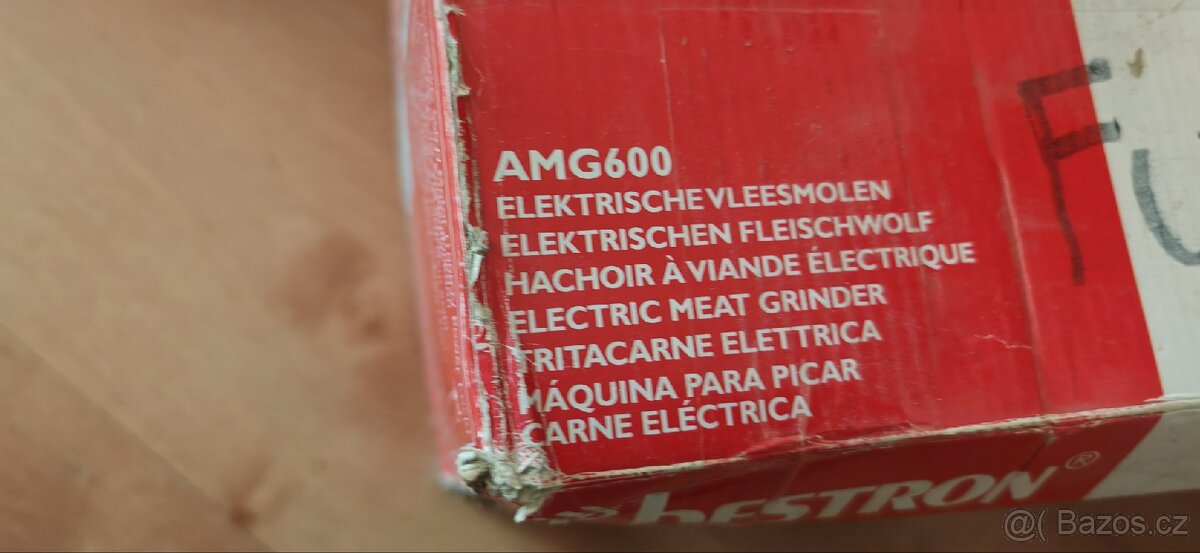 AMG600
ELEKTRISCHE VLEESMOLEN
ELEKTRISCHEN FLEISCHWOLF
HACHOIR À VIANDE ÉLECTRIQUE
ELECTRIC MEAT GRINDER
TRITACARNE ELETTRICA
MÁQUINA PARA PICAR
CARNE ELÉCTRICA
bESTRON®
@( Bazos.cz